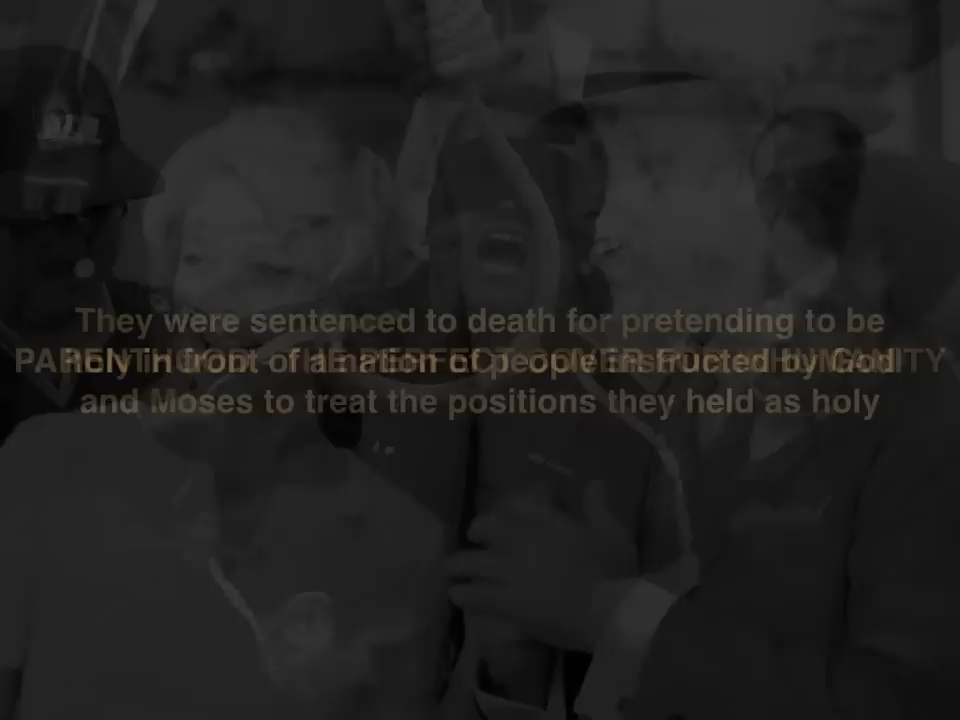 They were sentenced to death for pretending to be
holy in front of a nation of people instructed by God
and Moses to treat the positions they held as holy